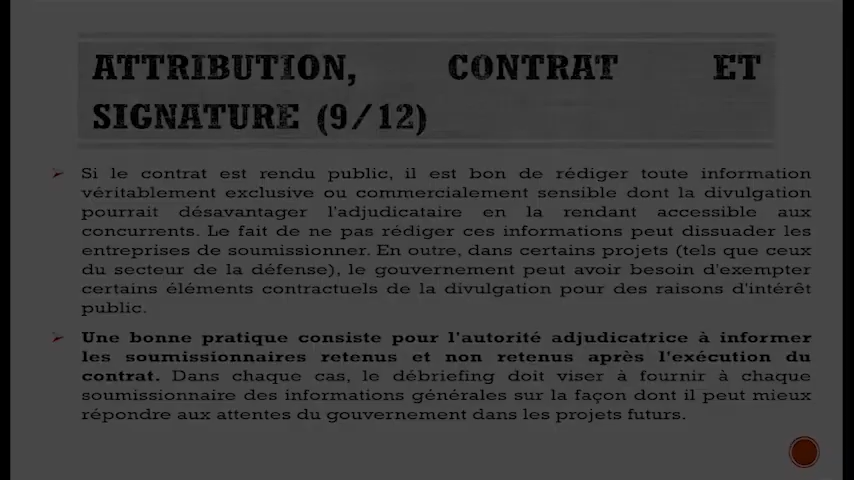 ATTRIBUTION, CONTRAT ET
SIGNATURE (9/12)
Si le contrat est rendu public, il est bon de rédiger toute information
véritablement exclusive ou commercialement sensible dont la divulgation
pourrait désavantager l'adjudicataire en la rendant accessible aux
concurrents. Le fait de ne pas rédiger ces informations peut dissuader les
entreprises de soumissionner. En outre, dans certains projets (tels que ceux
du secteur de la défense), le gouvernement peut avoir besoin d'exempter
certains éléments contractuels de la divulgation pour des raisons d'intérêt
public.
Une bonne pratique consiste pour l'autorité adjudicatrice à informer
les soumissionnaires retenus et non retenus après l'exécution du
contrat. Dans chaque cas, le débriefing doit viser à fournir à chaque
soumissionnaire des informations générales sur la façon dont il peut mieux
répondre aux attentes du gouvernement dans les projets futurs.